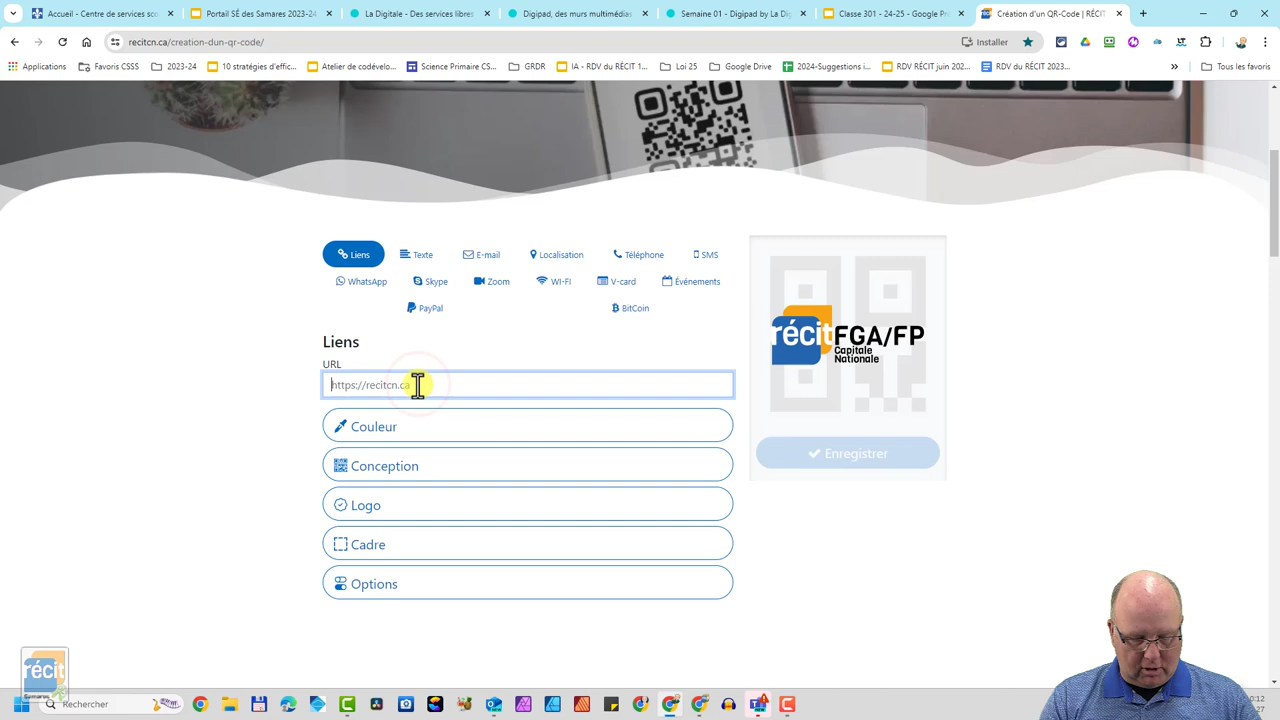 Accueil - Centre de services sco
Portail SÉ des Samares 2023-24
La Digitale - Des services libres
Digipad, des murs multimédias
Semaine 01 - Digipad by La Di
Classe 301 - 24-25 - Google Pr
Création d'un QR-Code | RÉCIT
recitcn.ca/creation-dun-qr-code/
Installer
Applications
Favoris CSSS
2023-24
10 stratégies d'effic...
Atelier de codévelo...
Science Primaire CS...
GRDR
IA - RDV du RÉCIT 1...
Loi 25
Google Drive
2024-Suggestions i...
RDV RÉCIT juin 202...
RDV du RÉCIT 2023...
»
Tous les favoris
Liens
Texte
E-mail
Localisation
Téléphone
SMS
WhatsApp
Skype
Zoom
WI-FI
V-card
Événements
PayPal
BitCoin
Liens
URL
https://recitcn.ca
Couleur
Conception
Logo
Cadre
Options
récit FGA/FP
Capitale
Nationale
Enregistrer
récit
Samares
Rechercher